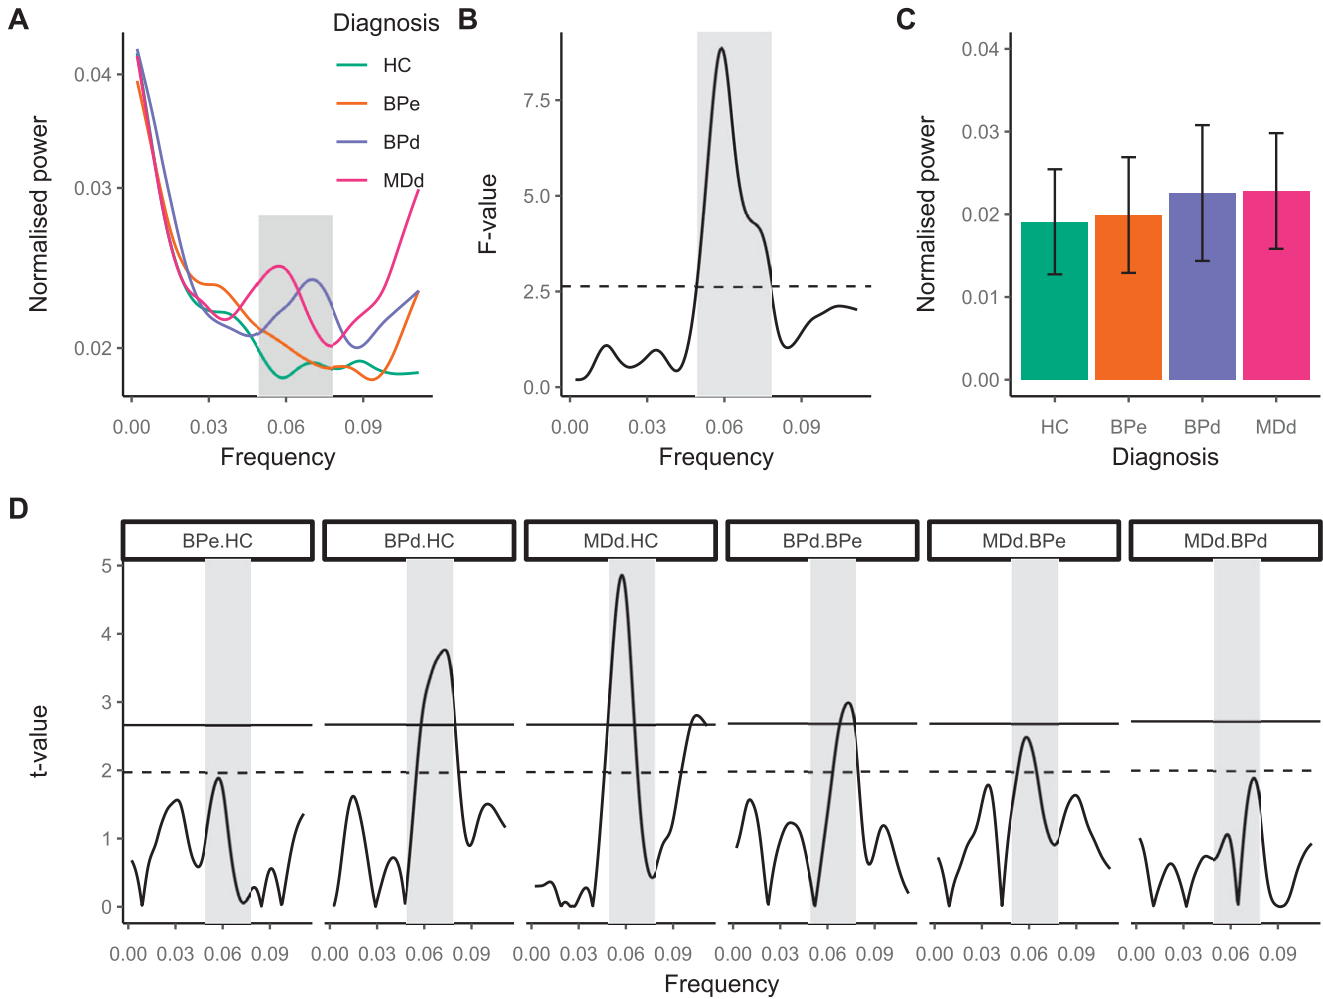 A
Diagnosis
HC
BPe
BPd
MDd
Normalised power
0.04
0.03
0.02
0.00 0.03 0.06 0.09
Frequency
B
F-value
7.5
5.0
2.5
0.0
0.00 0.03 0.06 0.09
Frequency
C
Normalised power
0.04
0.03
0.02
0.01
0.00
HC BPe BPd MDd
Diagnosis
D
BPe.HC BPd.HC MDd.HC BPd.BPe MDd.BPe MDd.BPd
t-value
5
4
3
2
1
0
0.00 0.03 0.06 0.09 0.00 0.03 0.06 0.09 0.00 0.03 0.06 0.09 0.00 0.03 0.06 0.09 0.00 0.03 0.06 0.09 0.00 0.03 0.06 0.09
Frequency